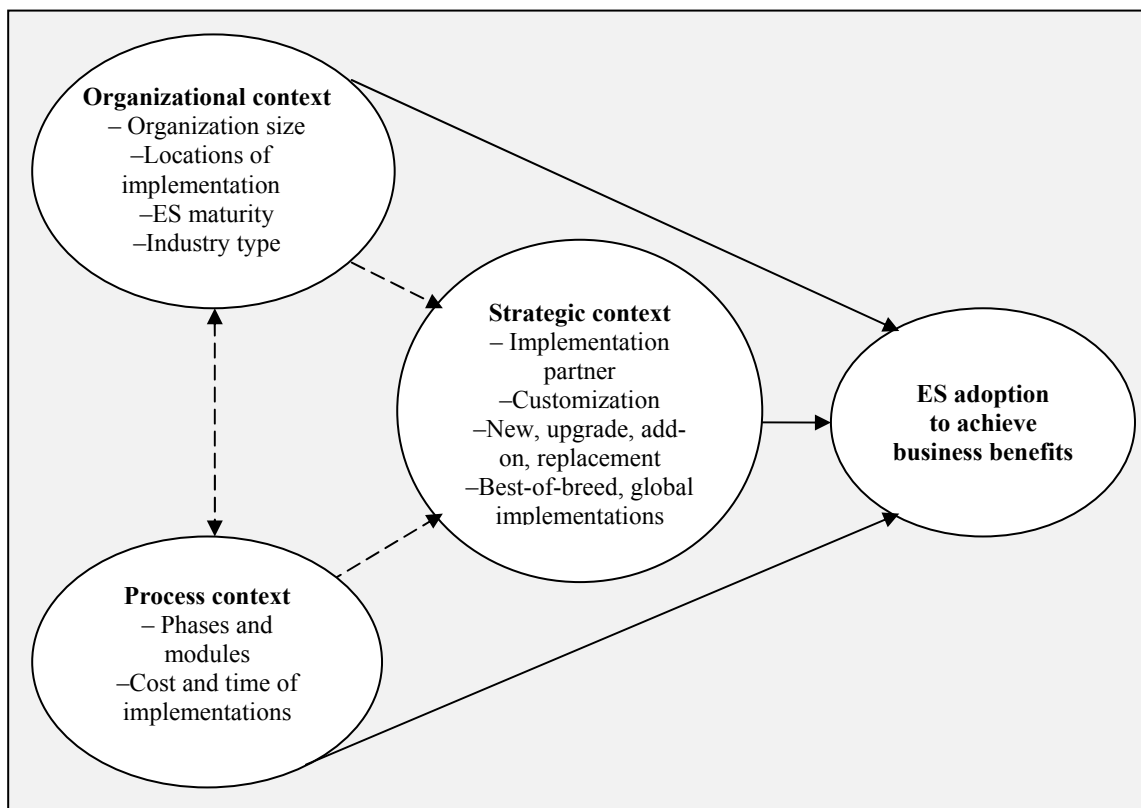 Organizational context
– Organization size
–Locations of
implementation
–ES maturity
–Industry type
Strategic context
– Implementation
partner
–Customization
–New, upgrade, add-
on, replacement
–Best-of-breed, global
implementations
ES adoption
to achieve
business benefits
Process context
– Phases and
modules
–Cost and time of
implementations